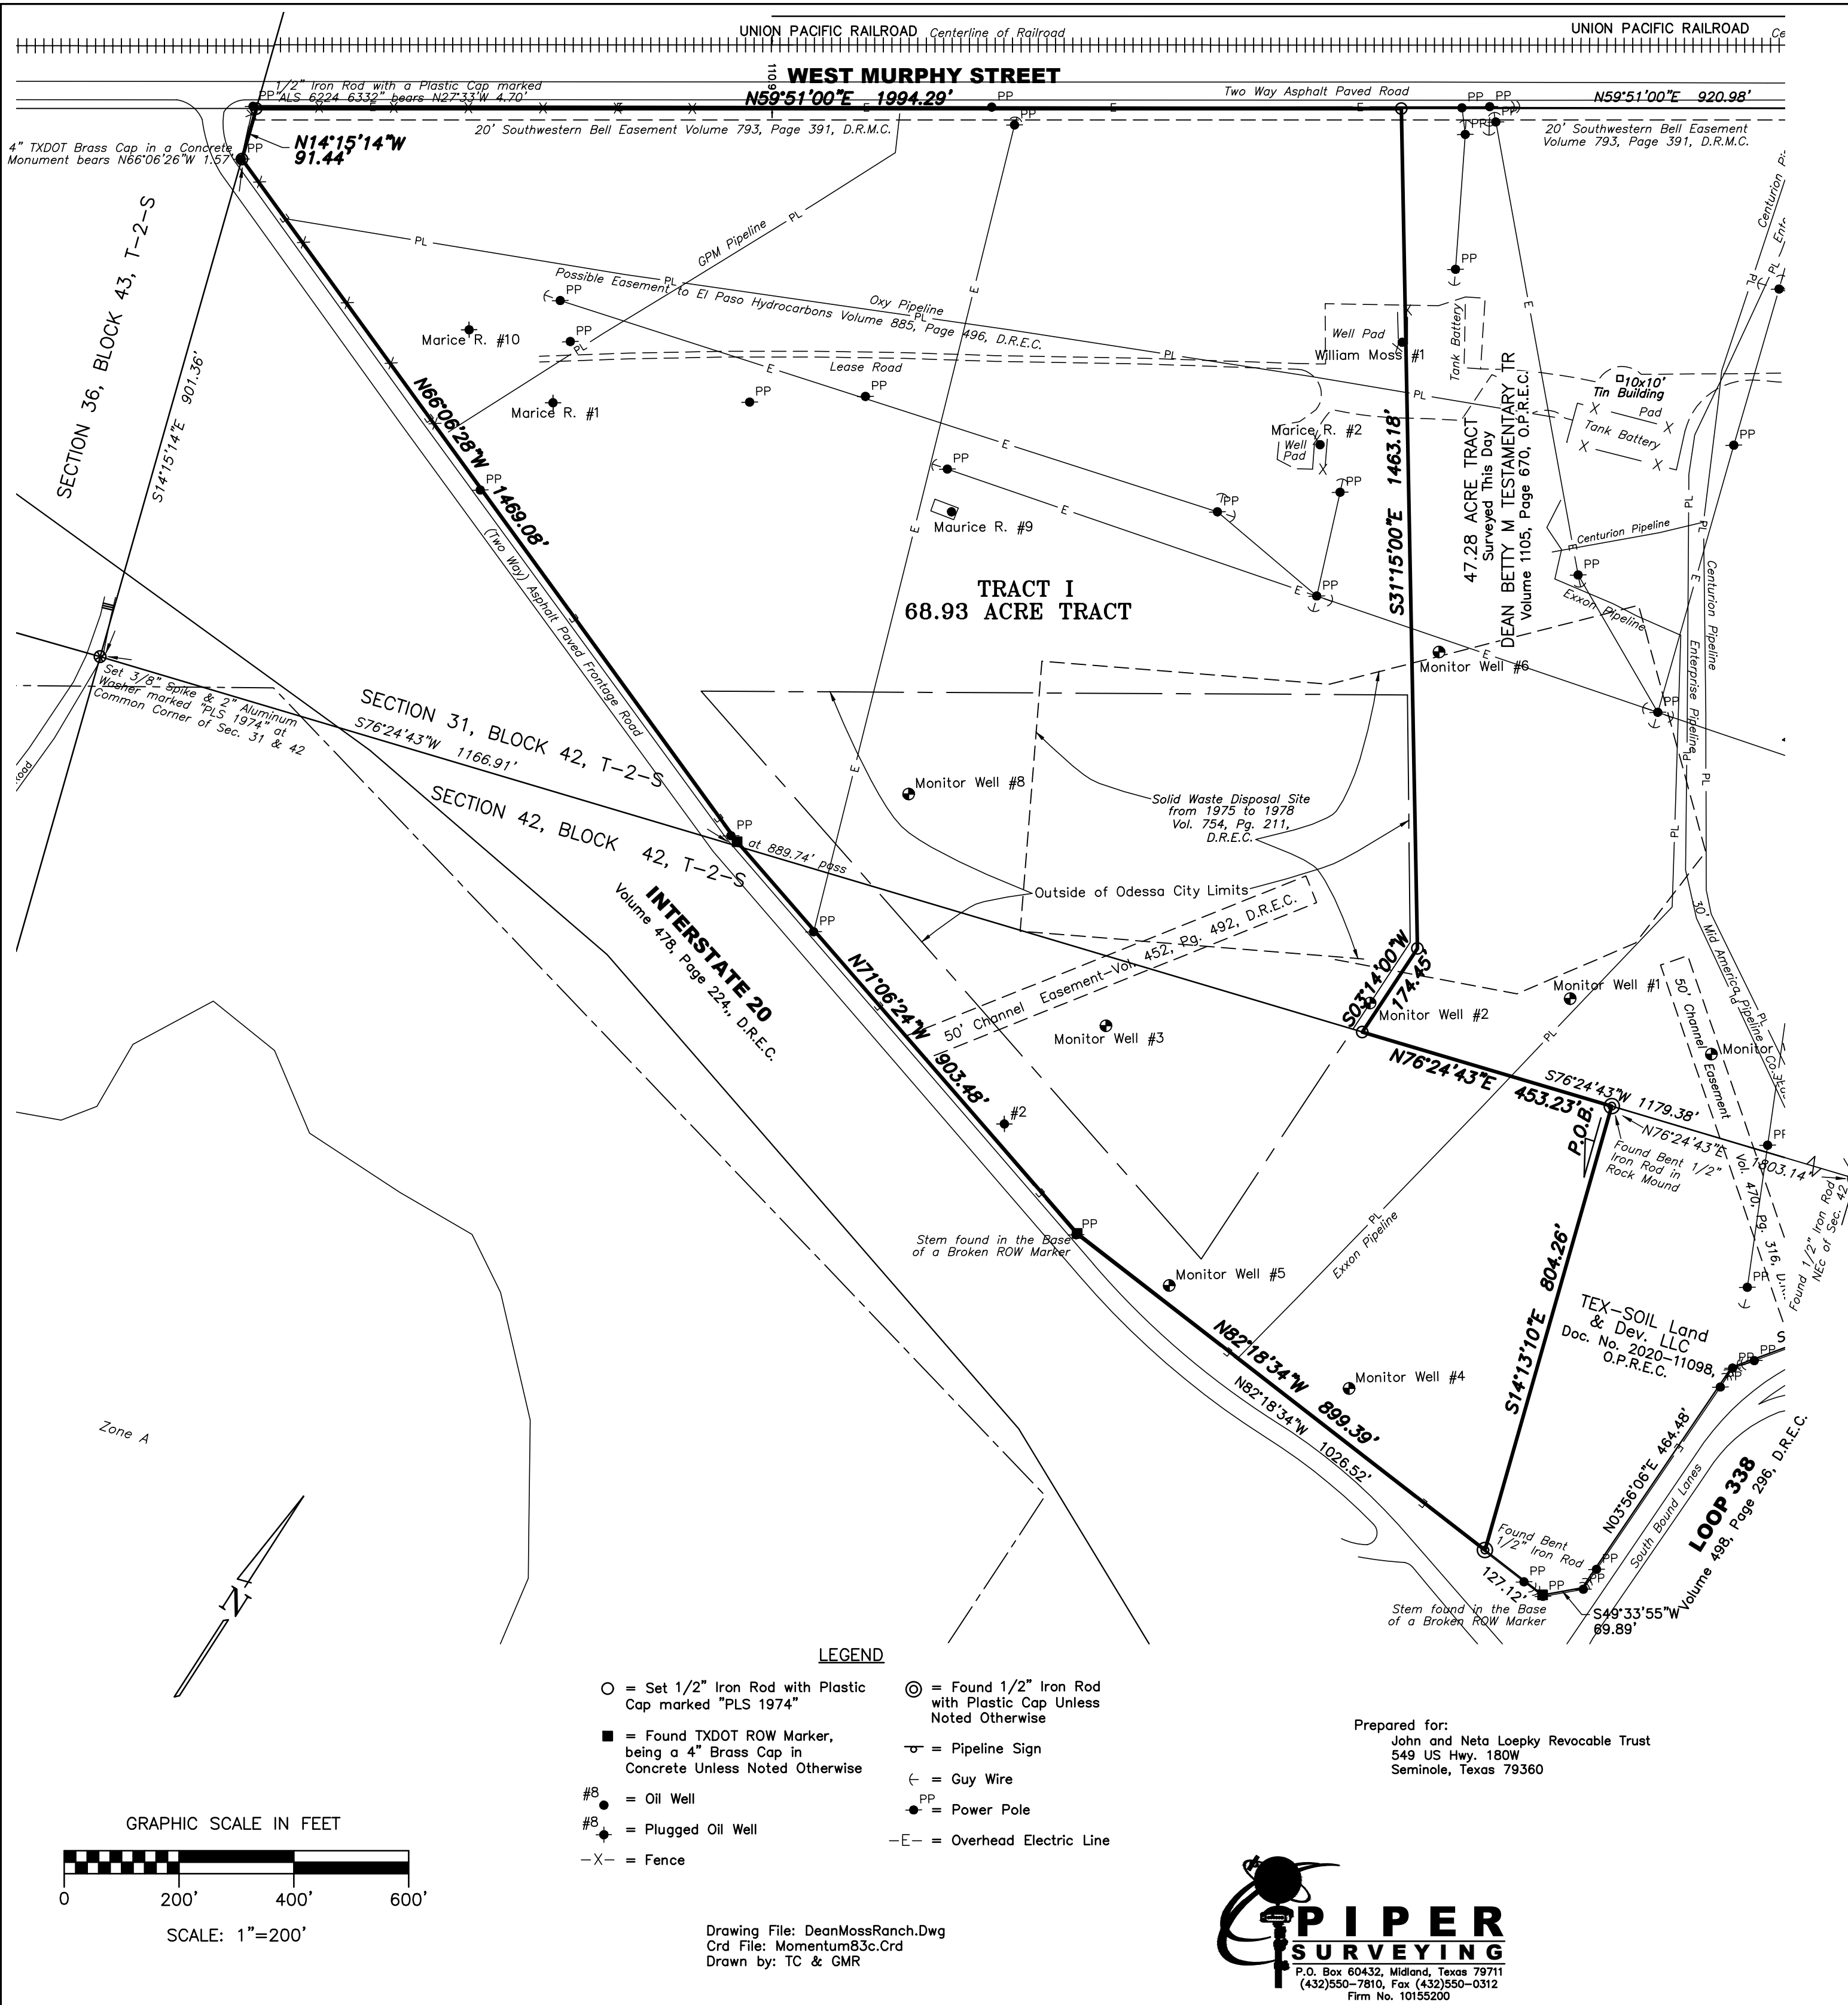 UNION PACIFIC RAILROAD Centerline of Railroad
UNION PACIFIC RAILROAD Ce
WEST MURPHY STREET
1/2" Iron Rod with a Plastic Cap marked
"ALS 6224 6332" bears N27°33'W 4.70'
N59°51'00"E 1994.29'
Two Way Asphalt Paved Road
N59°51'00"E 920.98'
20' Southwestern Bell Easement Volume 793, Page 391, D.R.M.C.
20' Southwestern Bell Easement
Volume 793, Page 391, D.R.M.C.
4" TXDOT Brass Cap in a Concrete
Monument bears N66°06'26"W 1.57'
N14°15'14"W
91.44'
SECTION 36, BLOCK 43, T-2-S
S14°15'14"E 901.36'
GPM Pipeline
Possible Easement to El Paso Hydrocarbons Volume 885, Page 496, D.R.E.C.
Oxy Pipeline
Lease Road
Marice R. #10
Marice R. #1
Well Pad
William Moss #1
Tank Battery
Marice R. #2
Well
Pad
Maurice R. #9
10x10'
Tin Building
Pad
Tank Battery
N66°06'28"W 1469.08'
(Two Way) Asphalt Paved Frontage Road
TRACT I
68.93 ACRE TRACT
S31°15'00"E 1463.18'
47.28 ACRE TRACT
Surveyed This Day
DEAN BETTY M TESTAMENTARY TR
Volume 1105, Page 670, O.P.R.E.C.
Centurion Pipeline
Exxon Pipeline
Centurion Pipeline
Enterprise Pipeline
Monitor Well #6
Set 3/8" Spike & 2" Aluminum
Washer marked "PLS 1974" at
Common Corner of Sec. 31 & 42
SECTION 31, BLOCK 42, T-2-S
S76°24'43"W 1166.91'
SECTION 42, BLOCK 42, T-2-S
Monitor Well #8
Solid Waste Disposal Site
from 1975 to 1978
Vol. 754, Pg. 211,
D.R.E.C.
at 889.74' pass
Outside of Odessa City Limits
INTERSTATE 20
Volume 478, Page 224,, D.R.E.C.
50' Channel Easement-Vol. 452, Pg. 492, D.R.E.C.
N71°06'24"W 903.48'
S03°14'00"W
174.45'
Monitor Well #1
Monitor Well #2
Monitor Well #3
30' Mid America Pipeline Co.
50' Channel Easement Vol. 470, Pg. 316,
Monitor
N76°24'43"E 453.23'
S76°24'43"W 1179.38'
N76°24'43"E 1803.14'
P.O.B.
Found Bent 1/2"
Iron Rod in
Rock Mound
Found 1/2" Iron Rod
NEc of Sec. 42
#2
Stem found in the Base
of a Broken ROW Marker
Monitor Well #5
Exxon Pipeline
S14°13'10"E 804.26'
TEX-SOIL Land
& Dev. LLC
Doc. No. 2020-11098,
O.P.R.E.C.
N82°18'34"W 899.39'
N82°18'34"W 1026.52'
Monitor Well #4
Zone A
N03°56'06"E 464.48'
South Bound Lanes
LOOP 338
Volume 498, Page 296, D.R.E.C.
Found Bent
1/2" Iron Rod
127.12'
Stem found in the Base
of a Broken ROW Marker
S49°33'55"W
69.89'
N
LEGEND
= Set 1/2" Iron Rod with Plastic
Cap marked "PLS 1974"
= Found TXDOT ROW Marker,
being a 4" Brass Cap in
Concrete Unless Noted Otherwise
#8 = Oil Well
#8 = Plugged Oil Well
-X- = Fence
= Found 1/2" Iron Rod
with Plastic Cap Unless
Noted Otherwise
= Pipeline Sign
= Guy Wire
PP = Power Pole
-E- = Overhead Electric Line
Prepared for:
John and Neta Loepky Revocable Trust
549 US Hwy. 180W
Seminole, Texas 79360
GRAPHIC SCALE IN FEET
0 200' 400' 600'
SCALE: 1"=200'
Drawing File: DeanMossRanch.Dwg
Crd File: Momentum83c.Crd
Drawn by: TC & GMR
PIPER
SURVEYING
P.O. Box 60432, Midland, Texas 79711
(432)550-7810, Fax (432)550-0312
Firm No. 10155200